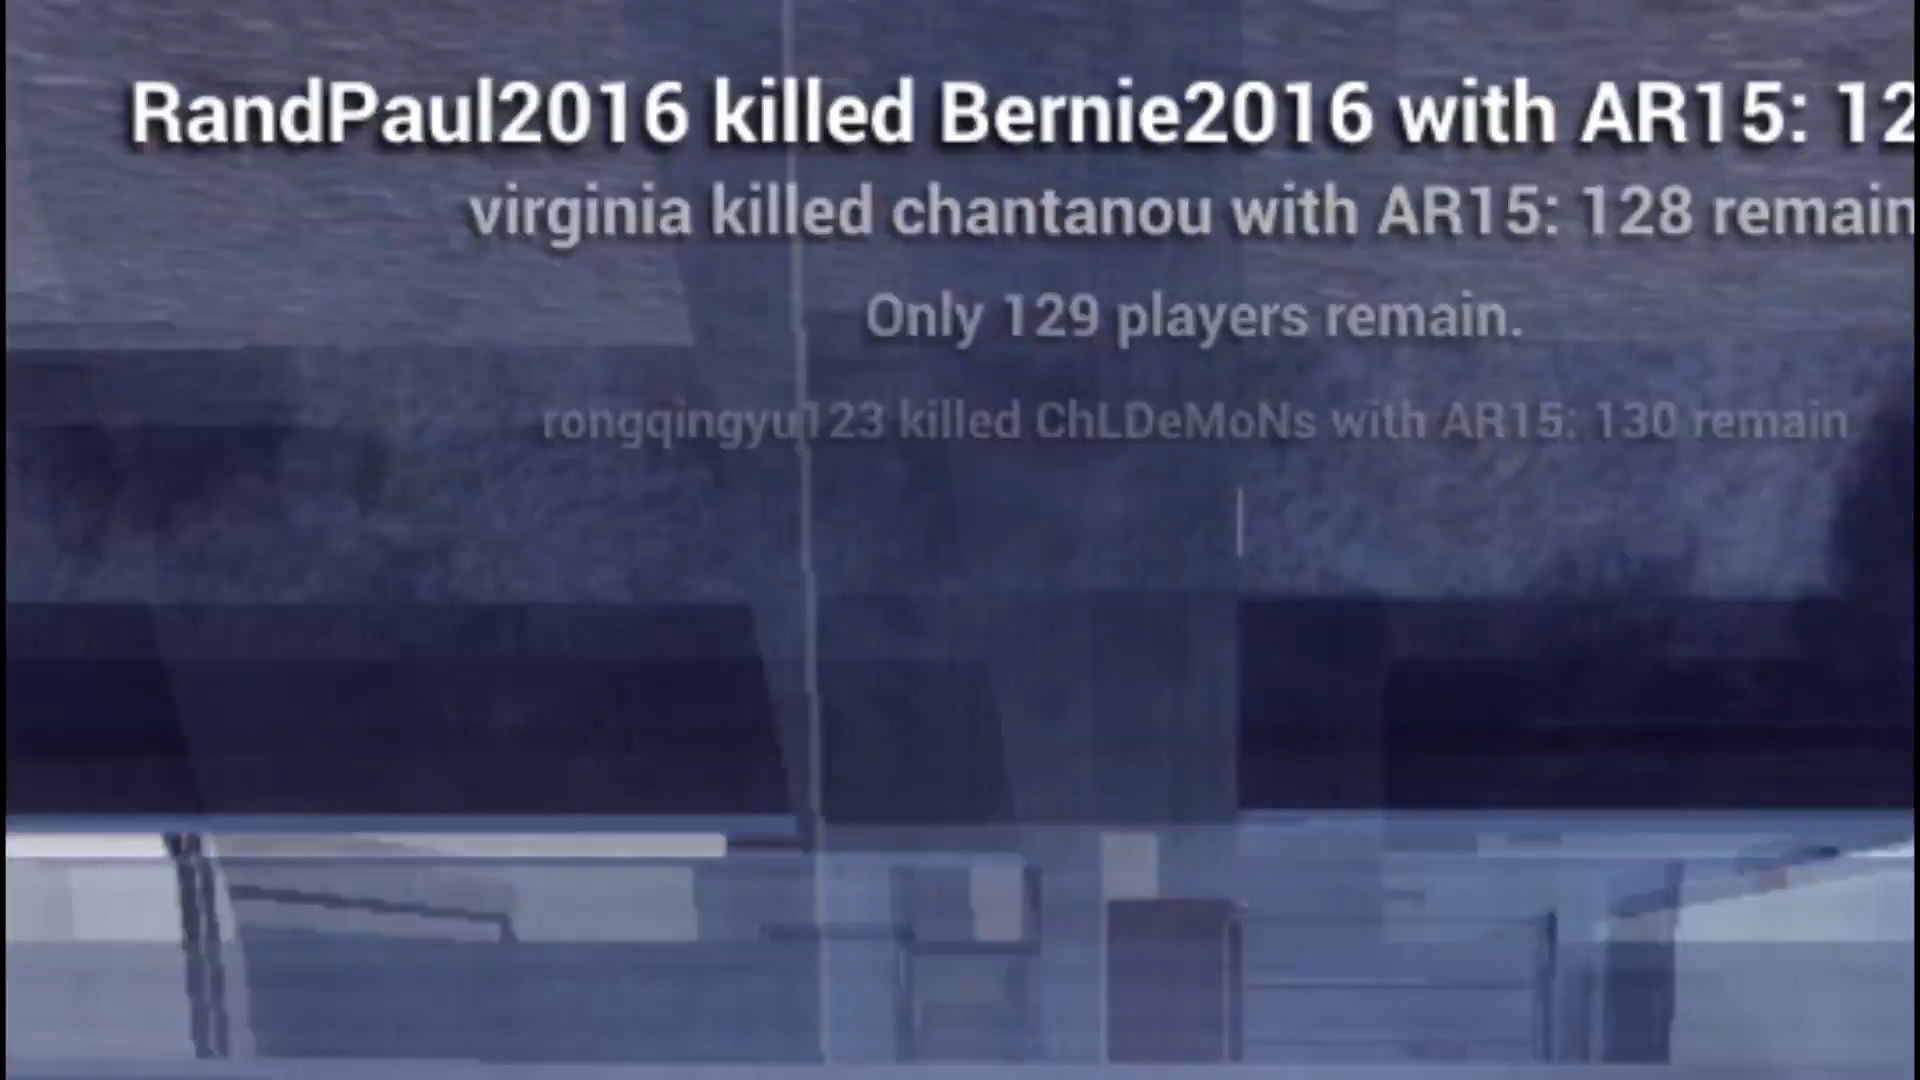 RandPaul2016 killed Bernie2016 with AR15: 12
virginia killed chantanou with AR15: 128 remain
Only 129 players remain.
rongqingyu123 killed ChLDeMoNs with AR15: 130 remain